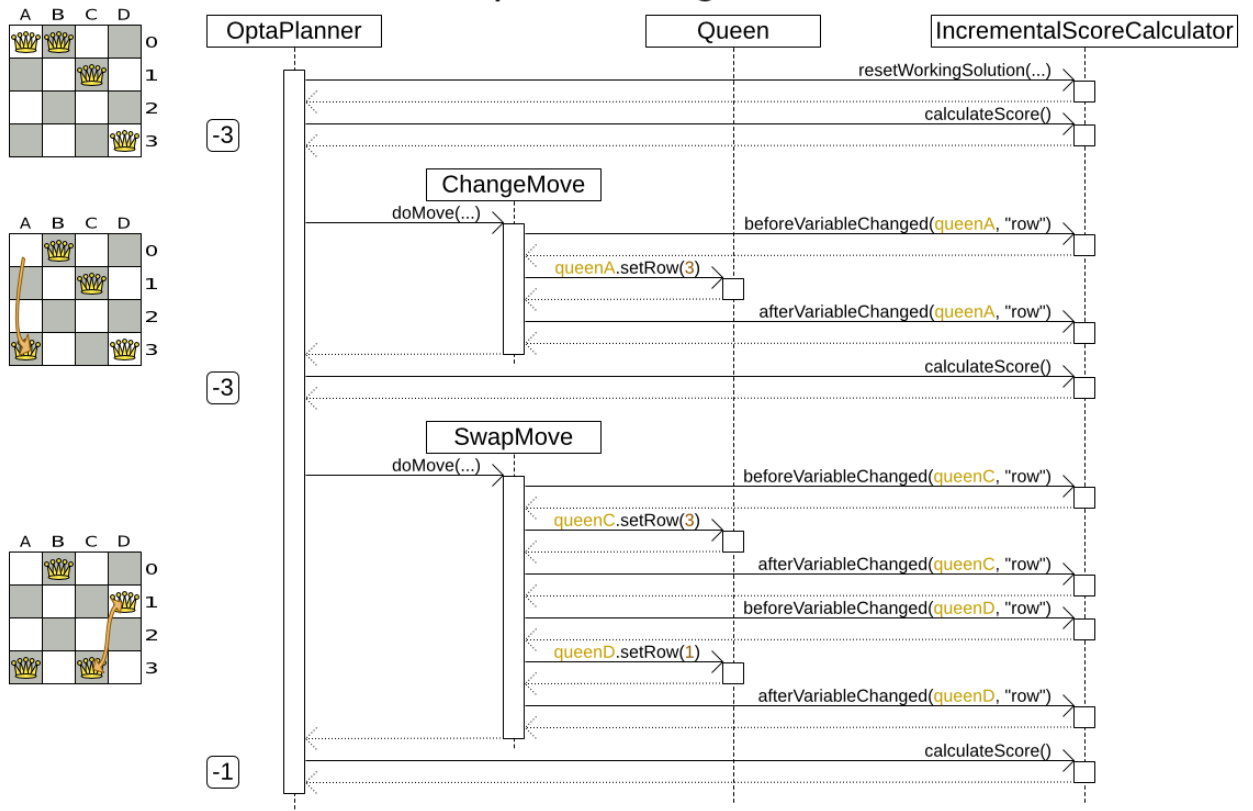 A B C D
0
1
2
3
OptaPlanner
Queen
IncrementalScoreCalculator
resetWorkingSolution(...)
calculateScore()
-3
ChangeMove
doMove(...)
A B C D
0
1
2
3
beforeVariableChanged(queenA, "row")
queenA.setRow(3)
afterVariableChanged(queenA, "row")
calculateScore()
-3
SwapMove
doMove(...)
beforeVariableChanged(queenC, "row")
queenC.setRow(3)
A B C D
0
1
2
3
afterVariableChanged(queenC, "row")
beforeVariableChanged(queenD, "row")
queenD.setRow(1)
afterVariableChanged(queenD, "row")
calculateScore()
-1